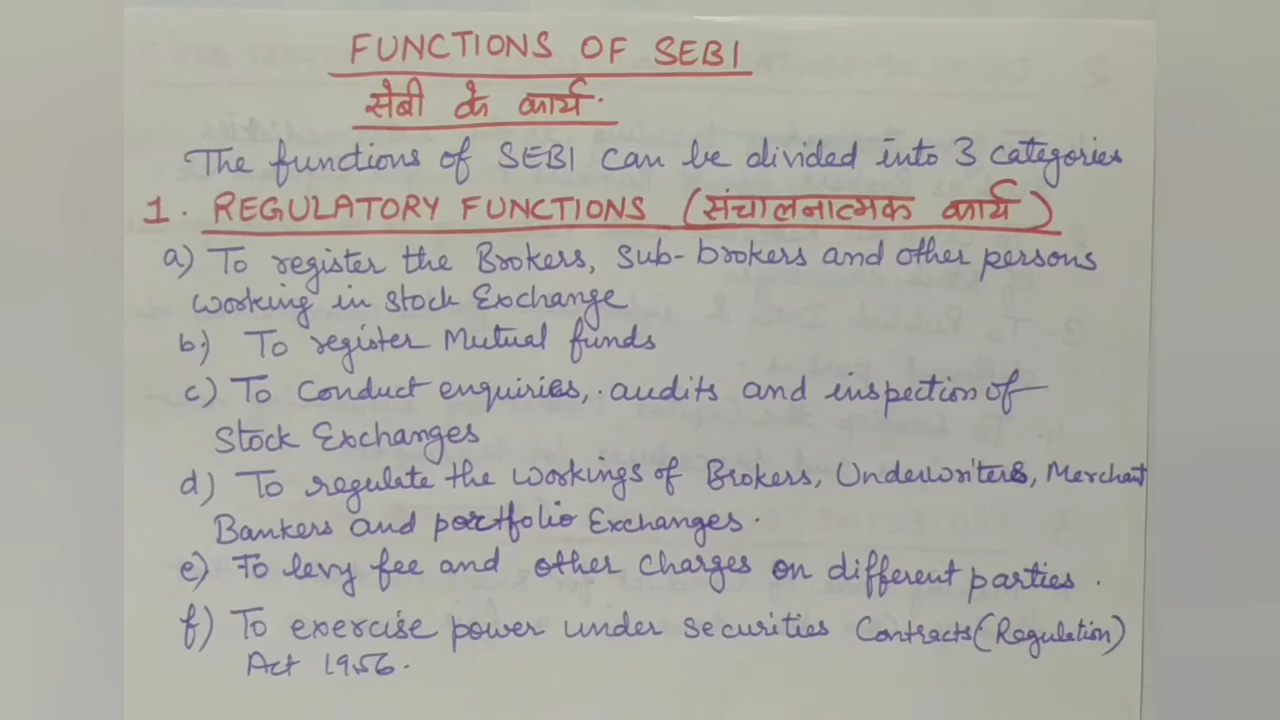 FUNCTIONS OF SEBI
सेबी के कार्य.
The functions of SEBI can be divided into 3 categories
1. REGULATORY FUNCTIONS (संचालनात्मक कार्य)
a) To register the Brokers, Sub-brokers and other persons
working in Stock Exchange
b) To register Mutual funds
c) To Conduct enquiries, audits and inspection of
Stock Exchanges
d) To regulate the workings of Brokers, Underwriters, Merchant
Bankers and portfolio Exchanges.
e) To levy fee and other charges on different parties.
f) To exercise power under securities Contracts (Regulation)
Act 1956.